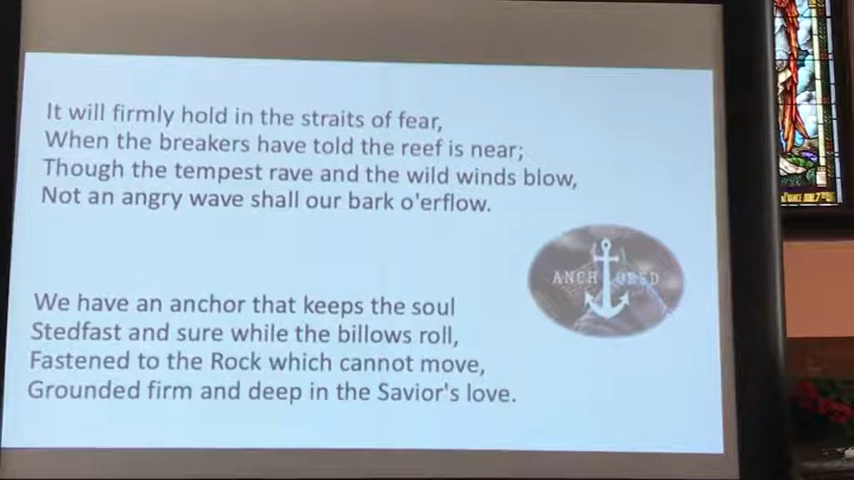 It will firmly hold in the straits of fear,
When the breakers have told the reef is near;
Though the tempest rave and the wild winds blow,
Not an angry wave shall our bark o'erflow.
ANCHORED
We have an anchor that keeps the soul
Stedfast and sure while the billows roll,
Fastened to the Rock which cannot move,
Grounded firm and deep in the Savior's love.